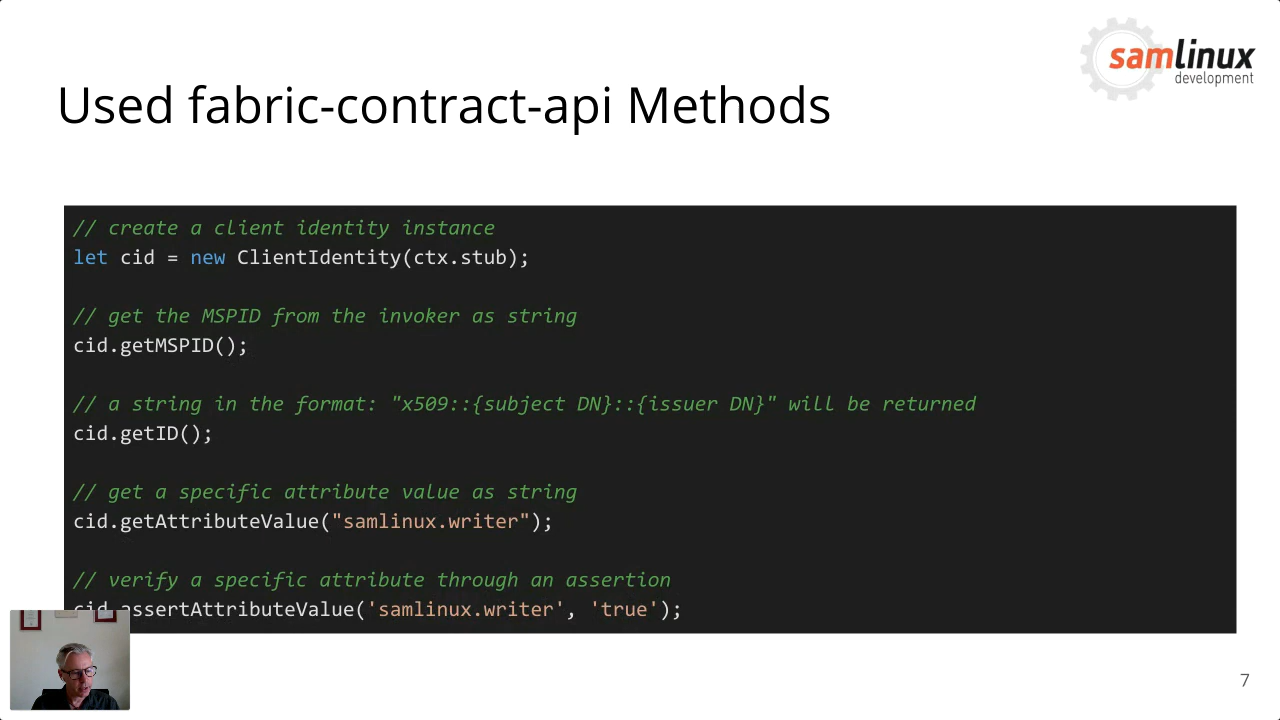 samlinux
development
Used fabric-contract-api Methods
// create a client identity instance
let cid = new ClientIdentity(ctx.stub);
// get the MSPID from the invoker as string
cid.getMSPID();
// a string in the format: "x509::{subject DN}::{issuer DN}" will be returned
cid.getID();
// get a specific attribute value as string
cid.getAttributeValue("samlinux.writer");
// verify a specific attribute through an assertion
cid.assertAttributeValue('samlinux.writer', 'true');
7